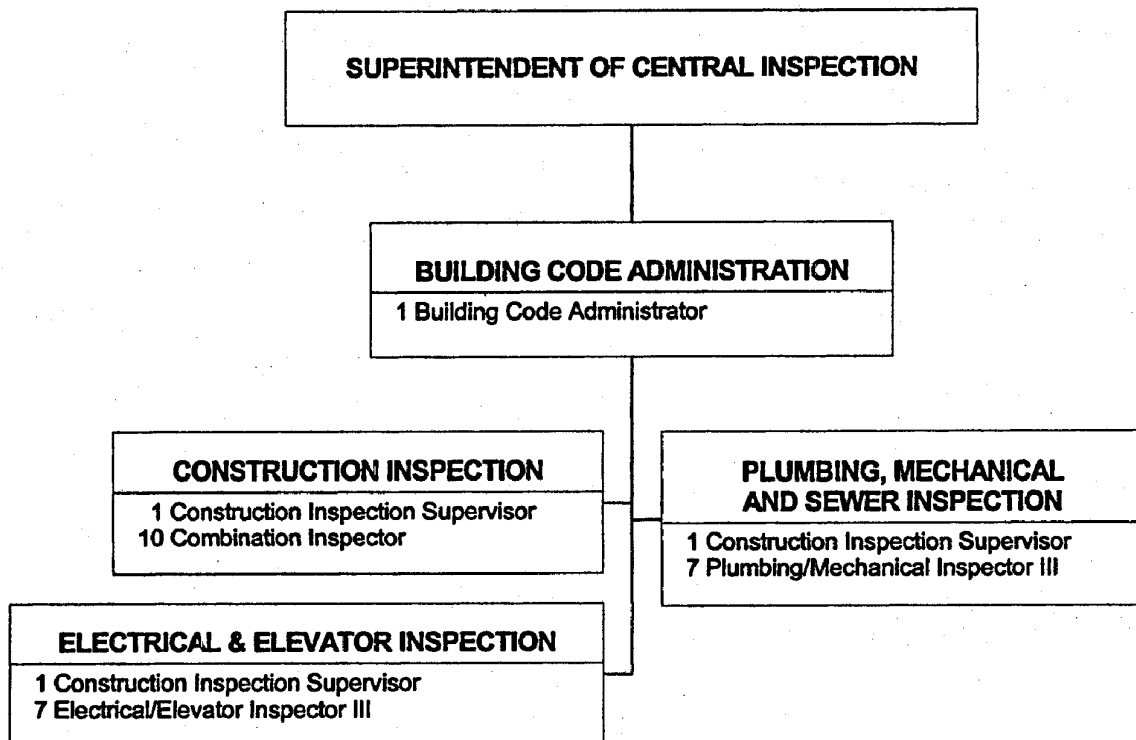 SUPERINTENDENT OF CENTRAL INSPECTION
BUILDING CODE ADMINISTRATION
1 Building Code Administrator
CONSTRUCTION INSPECTION
1 Construction Inspection Supervisor
10 Combination Inspector
PLUMBING, MECHANICAL
AND SEWER INSPECTION
1 Construction Inspection Supervisor
7 Plumbing/Mechanical Inspector III
ELECTRICAL & ELEVATOR INSPECTION
1 Construction Inspection Supervisor
7 Electrical/Elevator Inspector III